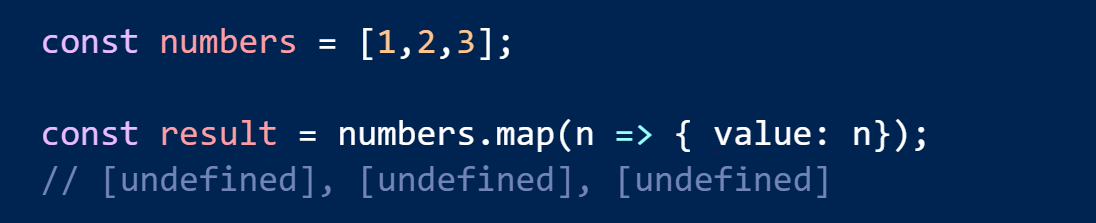 const numbers = [1,2,3];
const result = numbers.map(n => { value: n});
// [undefined], [undefined], [undefined]